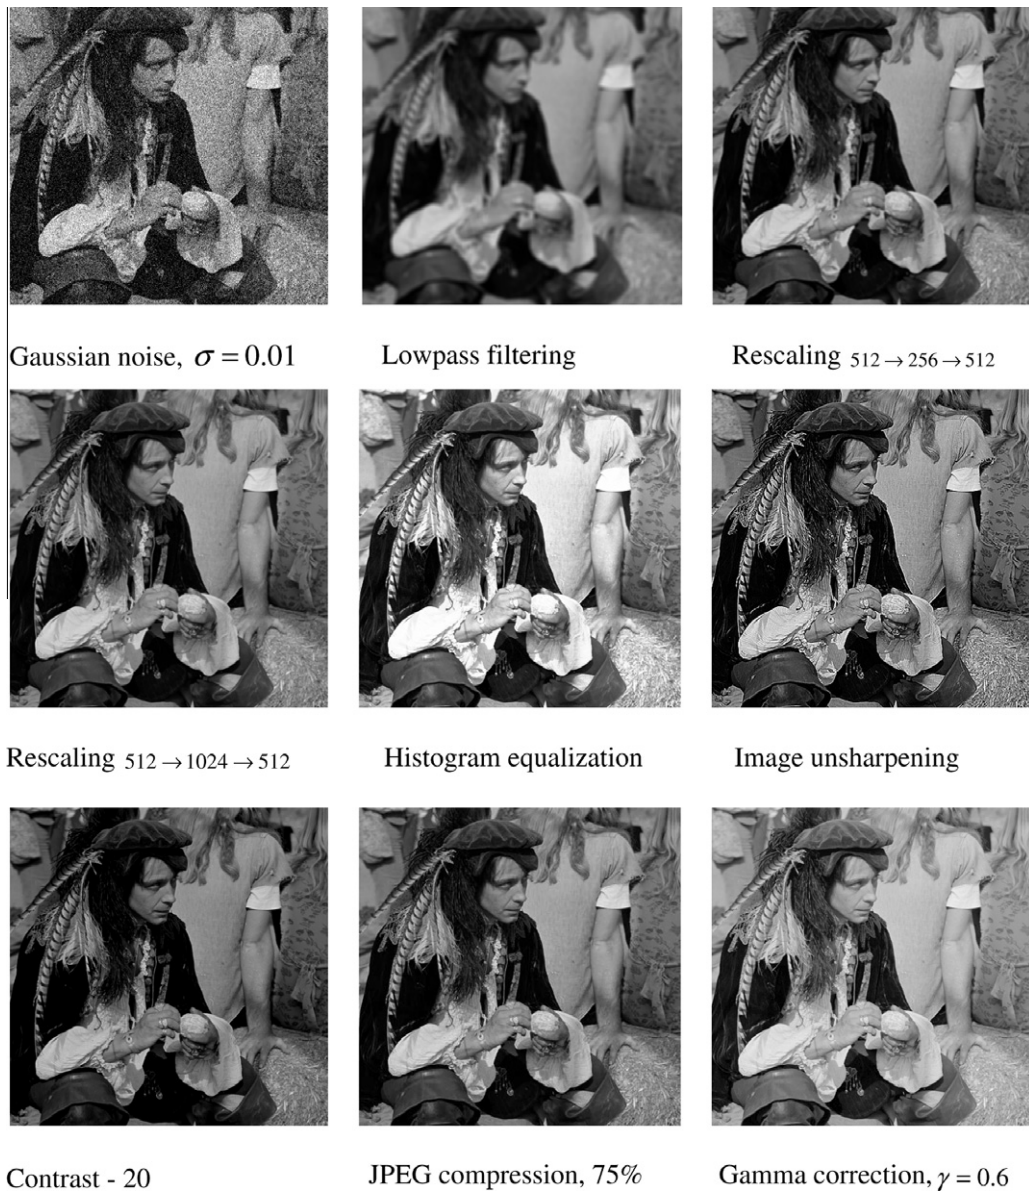 Gaussian noise, σ = 0.01
Lowpass filtering
Rescaling 512 → 256 → 512
Rescaling 512 → 1024 → 512
Histogram equalization
Image unsharpening
Contrast - 20
JPEG compression, 75%
Gamma correction, γ = 0.6